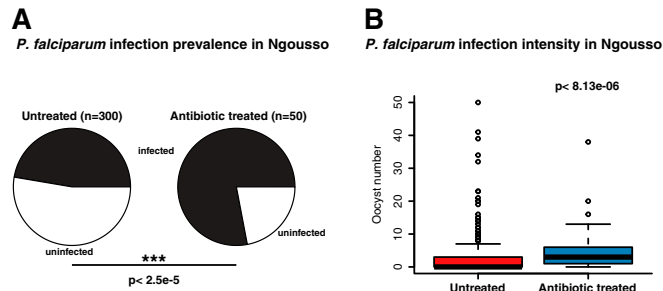 A
P. falciparum infection prevalence in Ngousso
Untreated (n=300)
Antibiotic treated (n=50)
infected
uninfected
uninfected
***
p< 2.5e-5
B
P. falciparum infection intensity in Ngousso
p< 8.13e-06
Oocyst number
50
40
30
20
10
0
Untreated
Antibiotic treated